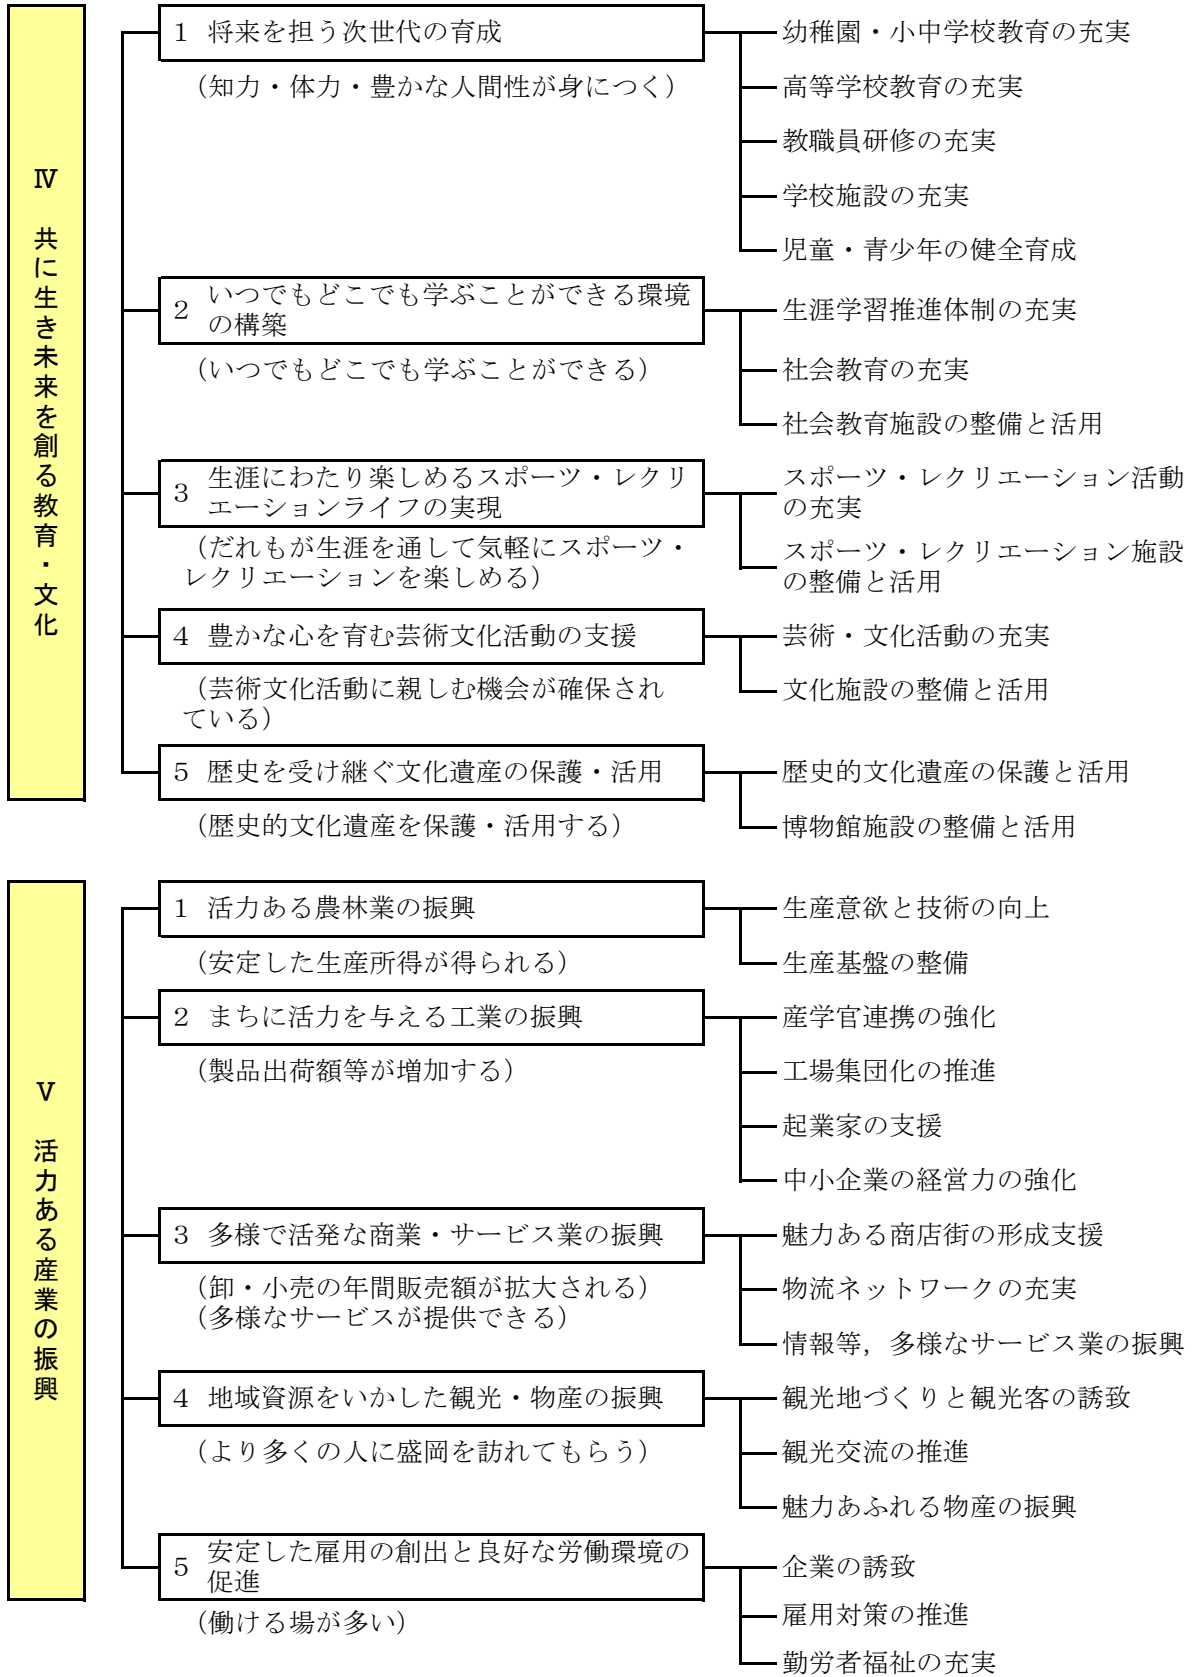 Ⅳ　共に生き未来を創る教育・文化
1 将来を担う次世代の育成
（知力・体力・豊かな人間性が身につく）
幼稚園・小中学校教育の充実
高等学校教育の充実
教職員研修の充実
学校施設の充実
児童・青少年の健全育成
2 いつでもどこでも学ぶことができる環境
の構築
（いつでもどこでも学ぶことができる）
生涯学習推進体制の充実
社会教育の充実
社会教育施設の整備と活用
3 生涯にわたり楽しめるスポーツ・レクリ
エーションライフの実現
（だれもが生涯を通して気軽にスポーツ・
レクリエーションを楽しめる）
スポーツ・レクリエーション活動
の充実
スポーツ・レクリエーション施設
の整備と活用
4 豊かな心を育む芸術文化活動の支援
（芸術文化活動に親しむ機会が確保され
ている）
芸術・文化活動の充実
文化施設の整備と活用
5 歴史を受け継ぐ文化遺産の保護・活用
（歴史的文化遺産を保護・活用する）
歴史的文化遺産の保護と活用
博物館施設の整備と活用
Ⅴ　活力ある産業の振興
1 活力ある農林業の振興
（安定した生産所得が得られる）
生産意欲と技術の向上
生産基盤の整備
2 まちに活力を与える工業の振興
（製品出荷額等が増加する）
産学官連携の強化
工場集団化の推進
起業家の支援
中小企業の経営力の強化
3 多様で活発な商業・サービス業の振興
（卸・小売の年間販売額が拡大される）
（多様なサービスが提供できる）
魅力ある商店街の形成支援
物流ネットワークの充実
情報等，多様なサービス業の振興
4 地域資源をいかした観光・物産の振興
（より多くの人に盛岡を訪れてもらう）
観光地づくりと観光客の誘致
観光交流の推進
魅力あふれる物産の振興
5 安定した雇用の創出と良好な労働環境の
促進
（働ける場が多い）
企業の誘致
雇用対策の推進
勤労者福祉の充実